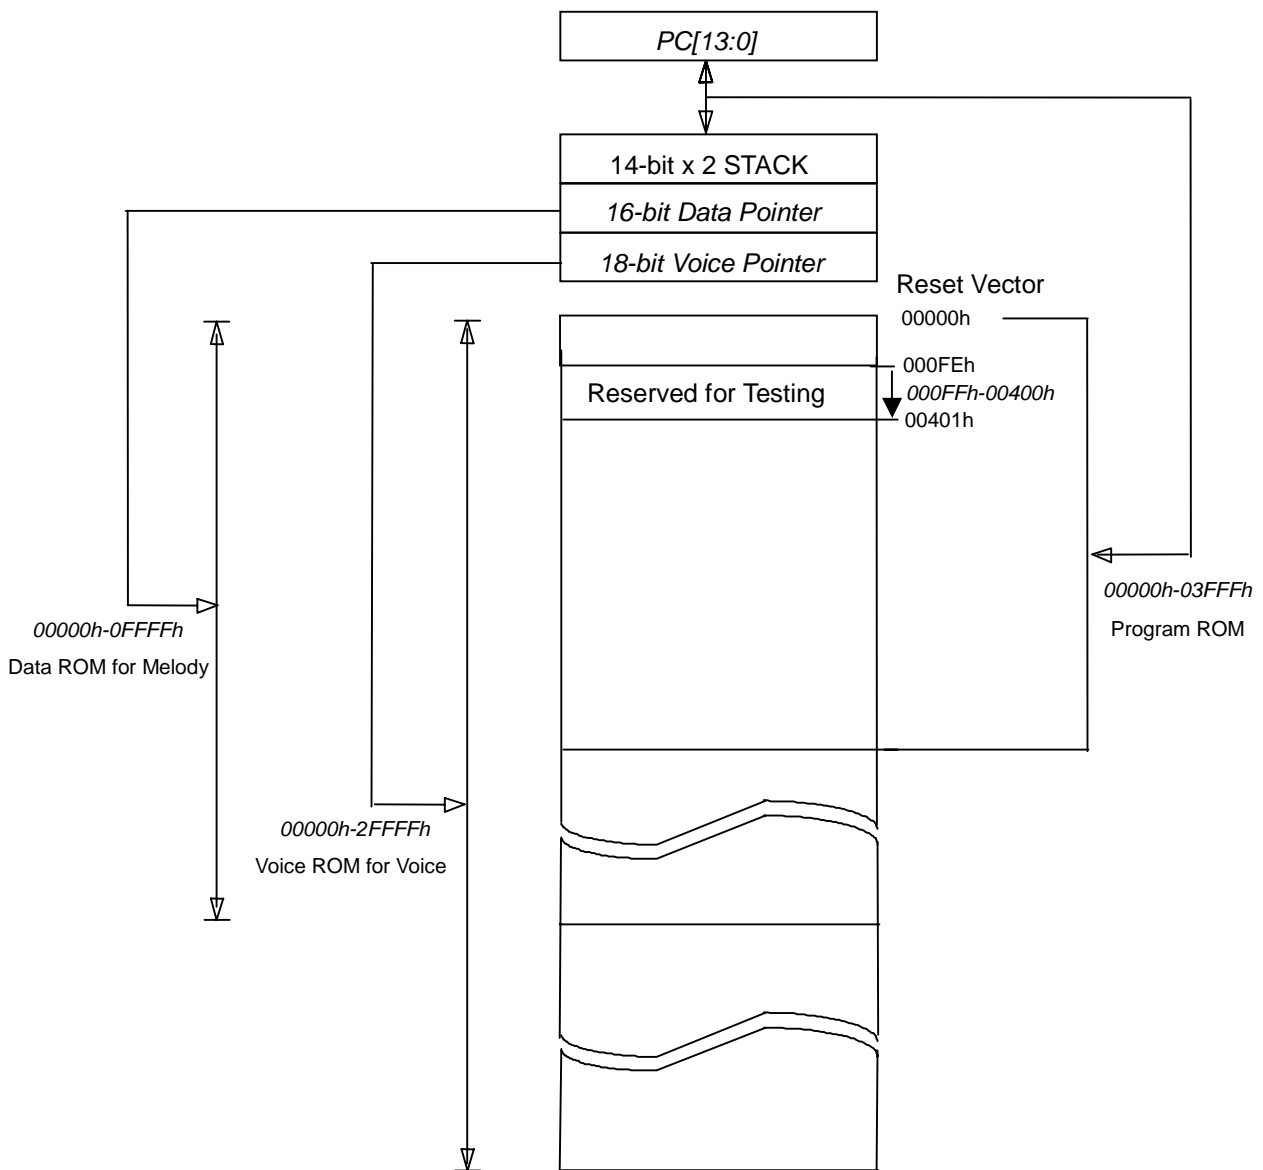 PC[13:0]
14-bit x 2 STACK
16-bit Data Pointer
18-bit Voice Pointer
Reset Vector
00000h
000FEh
Reserved for Testing
000FFh-00400h
00401h
00000h-03FFFh
Program ROM
00000h-0FFFFh
Data ROM for Melody
00000h-2FFFFh
Voice ROM for Voice